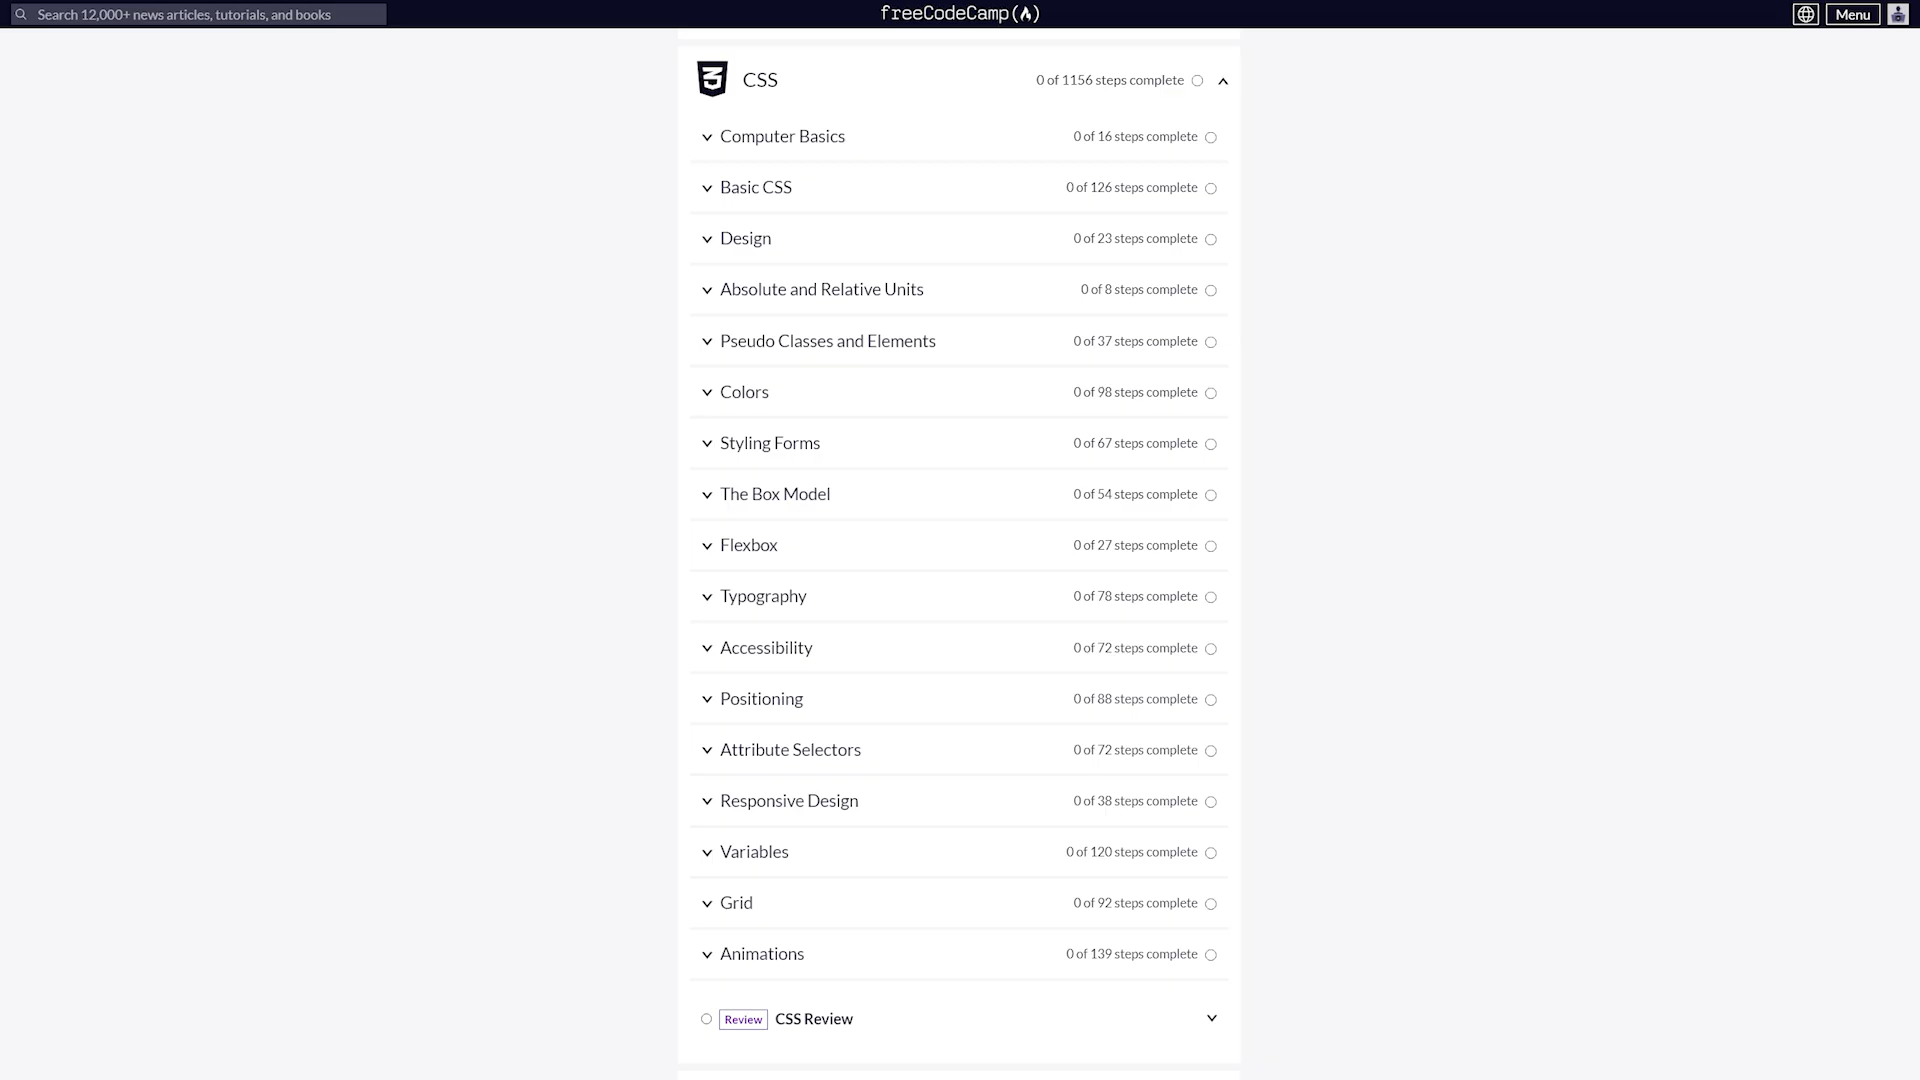 Search 12,000+ news articles, tutorials, and books
freeCodeCamp(🔥)
Menu
CSS
0 of 1156 steps complete
Computer Basics
0 of 16 steps complete
Basic CSS
0 of 126 steps complete
Design
0 of 23 steps complete
Absolute and Relative Units
0 of 8 steps complete
Pseudo Classes and Elements
0 of 37 steps complete
Colors
0 of 98 steps complete
Styling Forms
0 of 67 steps complete
The Box Model
0 of 54 steps complete
Flexbox
0 of 27 steps complete
Typography
0 of 78 steps complete
Accessibility
0 of 72 steps complete
Positioning
0 of 88 steps complete
Attribute Selectors
0 of 72 steps complete
Responsive Design
0 of 38 steps complete
Variables
0 of 120 steps complete
Grid
0 of 92 steps complete
Animations
0 of 139 steps complete
Review
CSS Review